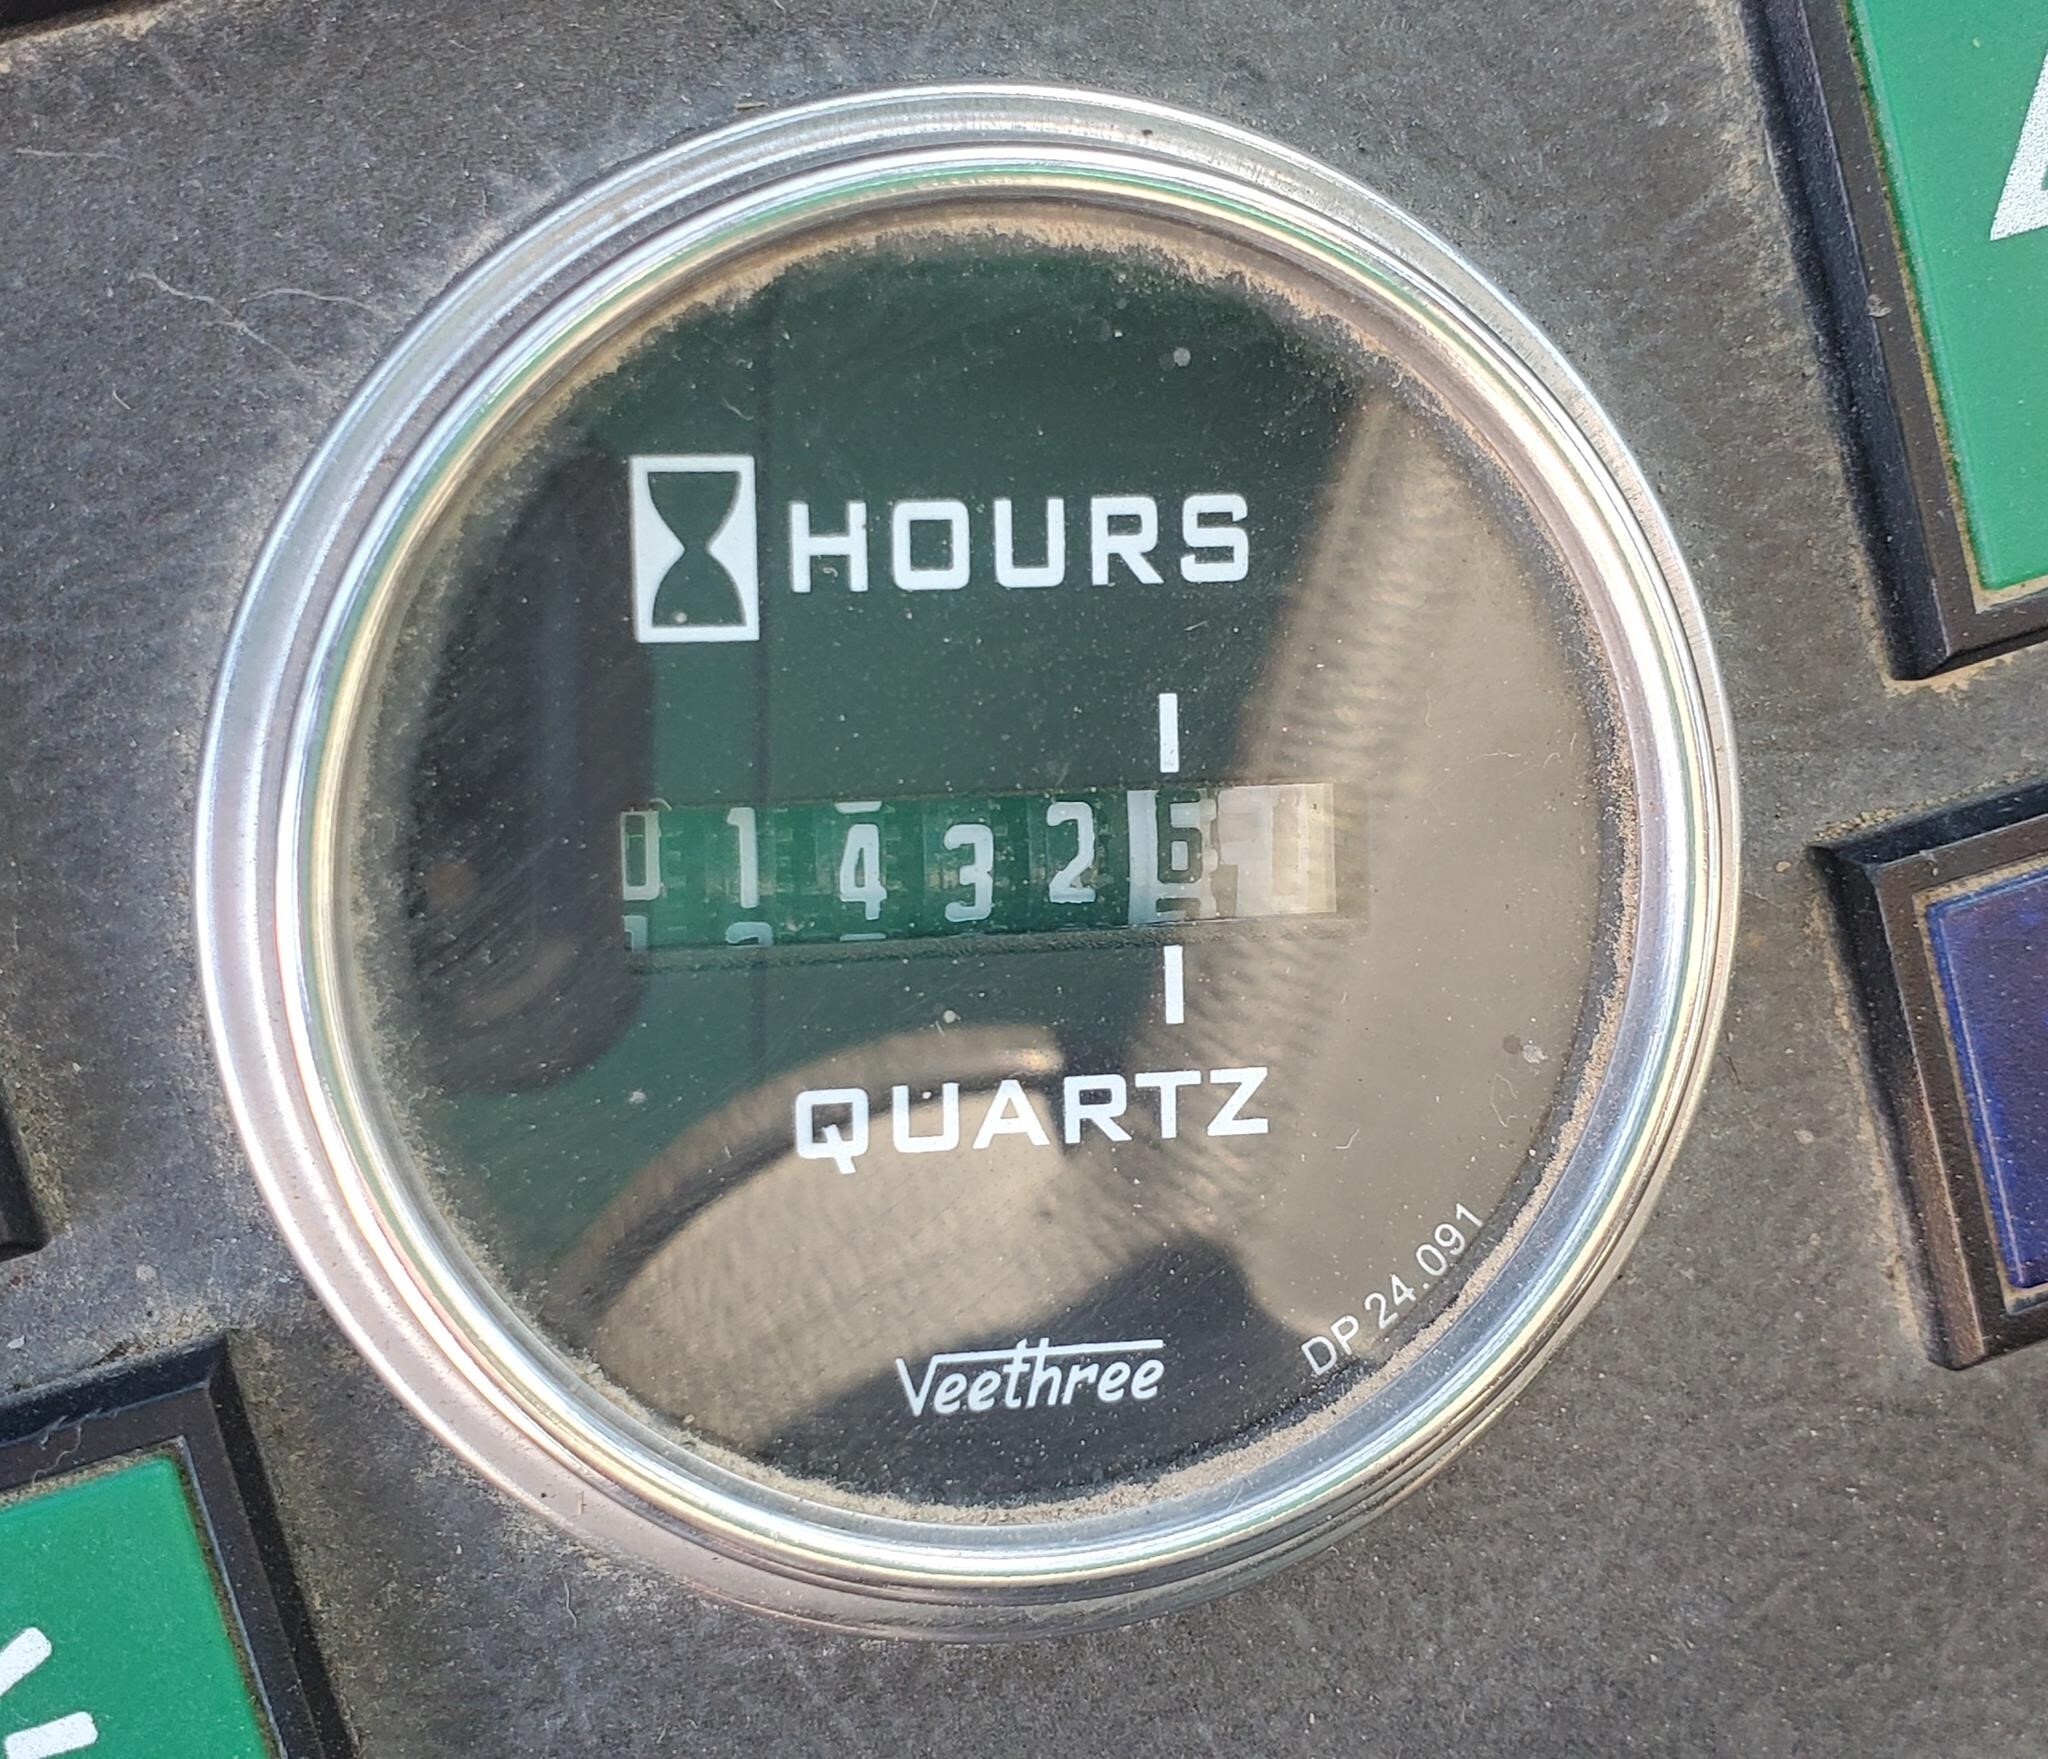 HOURS
014326
QUARTZ
Veethree
DP 24.091